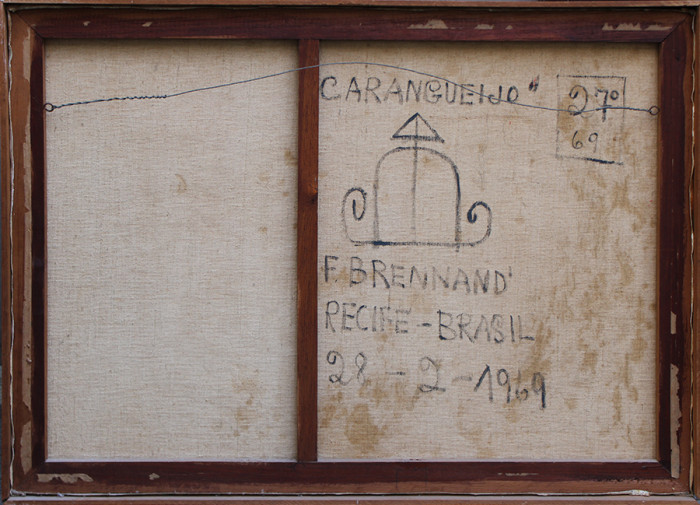 CARANGUEIJO"
27º
69
F. BRENNAND'
RECIFE - BRASIL
28 - 2 - 1969